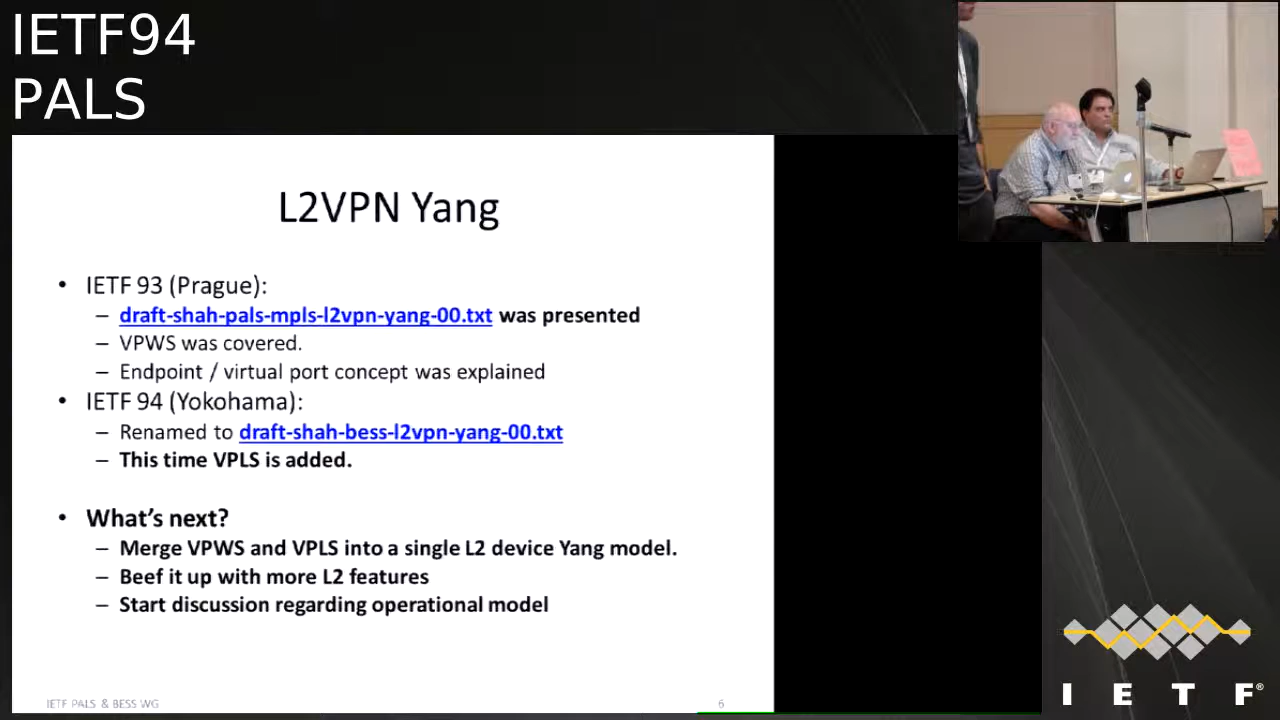 IETF94
PALS
L2VPN Yang
• IETF 93 (Prague):
– draft-shah-pals-mpls-l2vpn-yang-00.txt was presented
– VPWS was covered.
– Endpoint / virtual port concept was explained
• IETF 94 (Yokohama):
– Renamed to draft-shah-bess-l2vpn-yang-00.txt
– This time VPLS is added.
• What's next?
– Merge VPWS and VPLS into a single L2 device Yang model.
– Beef it up with more L2 features
– Start discussion regarding operational model
IETF PALS & BESS WG
6
I E T F®